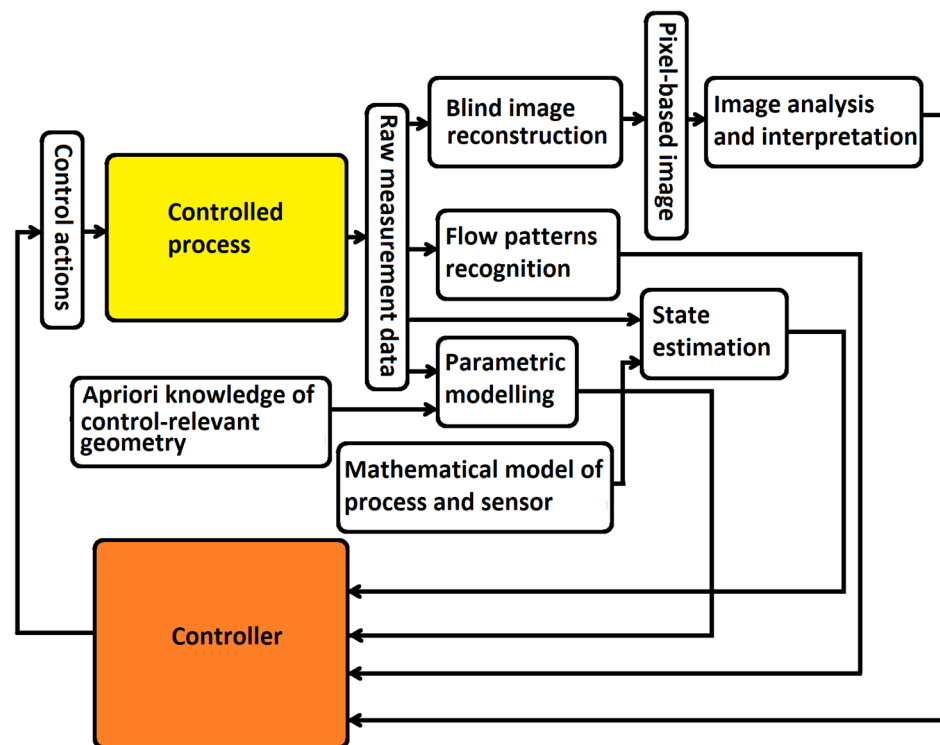 Control actions
Controlled
process
Raw measurement data
Blind image
reconstruction
Pixel-based image
Image analysis
and interpretation
Flow patterns
recognition
State
estimation
Parametric
modelling
Apriori knowledge of
control-relevant
geometry
Mathematical model of
process and sensor
Controller